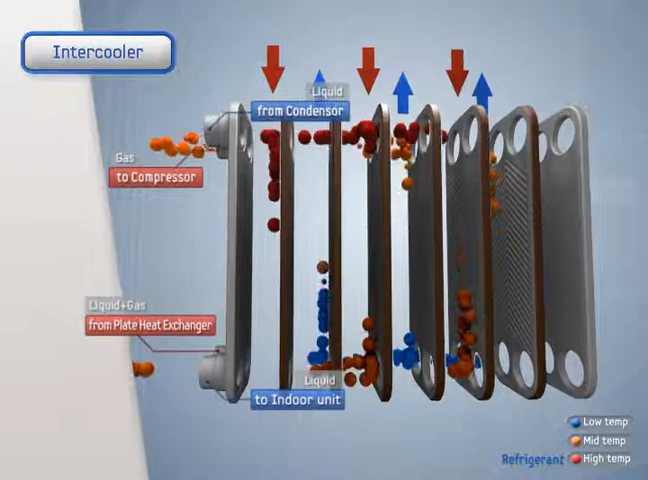 Intercooler
Liquid
from Condensor
Gas
to Compressor
Liquid+Gas
from Plate Heat Exchanger
Liquid
to Indoor unit
Low temp
Mid temp
Refrigerant
High temp